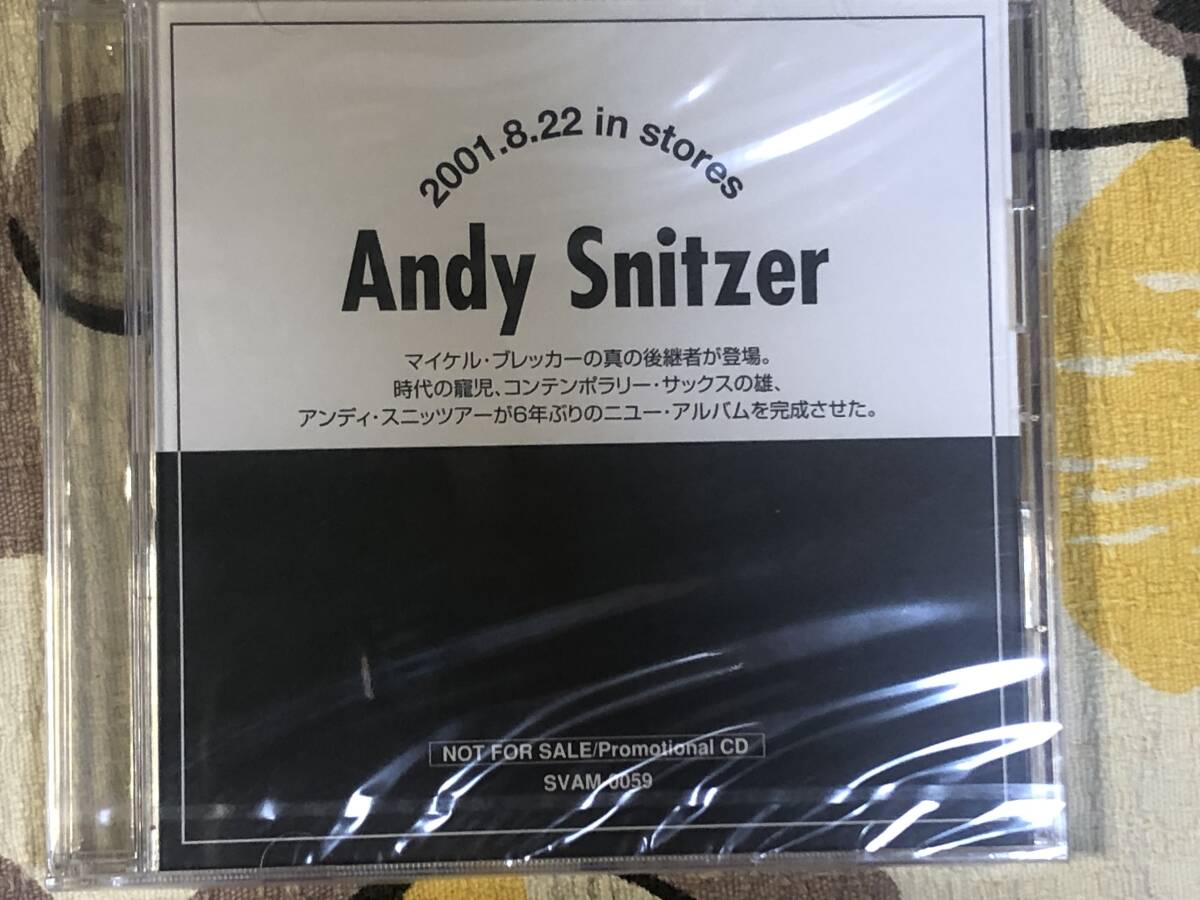 2001.8.22 in stores
Andy Snitzer
マイケル・ブレッカーの真の後継者が登場。
時代の寵児、コンテンポラリー・サックスの雄、
アンディ・スニッツアーが6年ぶりのニュー・アルバムを完成させた。
NOT FOR SALE/Promotional CD
SVAM-0059